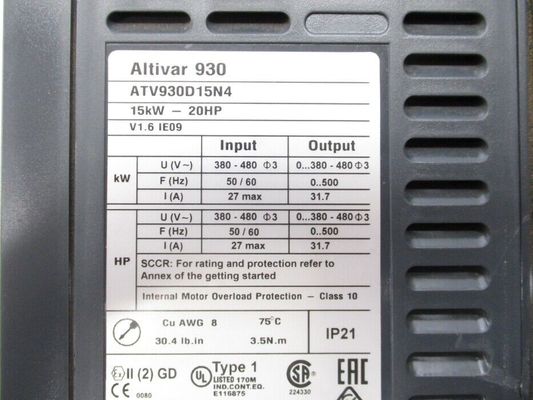 Altivar 930
ATV930D15N4
15kW – 20HP
V1.6 IE09
Input Output
kW
U (V~) 380 - 480 Φ3 0...380 - 480 Φ3
F (Hz) 50 / 60 0..500
I (A) 27 max 31.7
HP
U (V~) 380 - 480 Φ3 0...380 - 480 Φ3
F (Hz) 50/60 0..500
I (A) 27 max 31.7
SCCR: For rating and protection refer to
Annex of the getting started
Internal Motor Overload Protection – Class 10
Cu AWG 8 75°C
30.4 lb.in 3.5N.m
IP21
Ex II (2) GD
CE 0080
UL Type 1
LISTED 170M
IND.CONT.EQ.
E116875
SA
224330
EAC